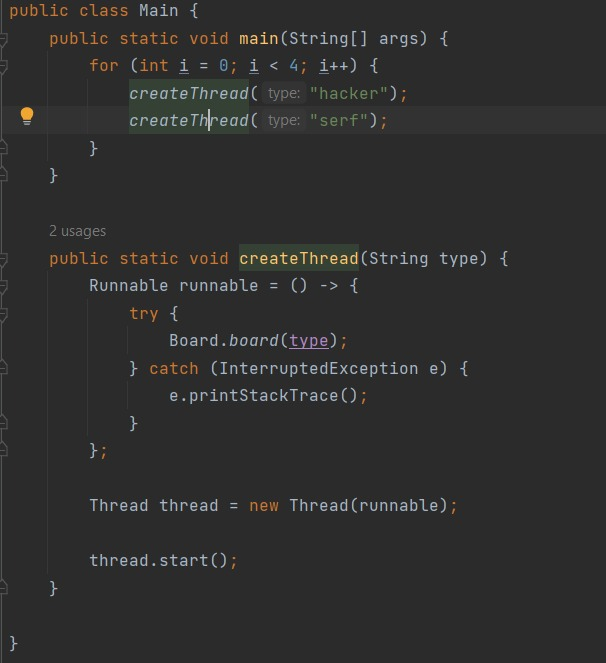 public class Main {
    public static void main(String[] args) {
        for (int i = 0; i < 4; i++) {
            createThread( type: "hacker");
            createThread( type: "serf");
        }
    }

    2 usages
    public static void createThread(String type) {
        Runnable runnable = () -> {
            try {
                Board.board(type);
            } catch (InterruptedException e) {
                e.printStackTrace();
            }
        };

        Thread thread = new Thread(runnable);

        thread.start();
    }

}